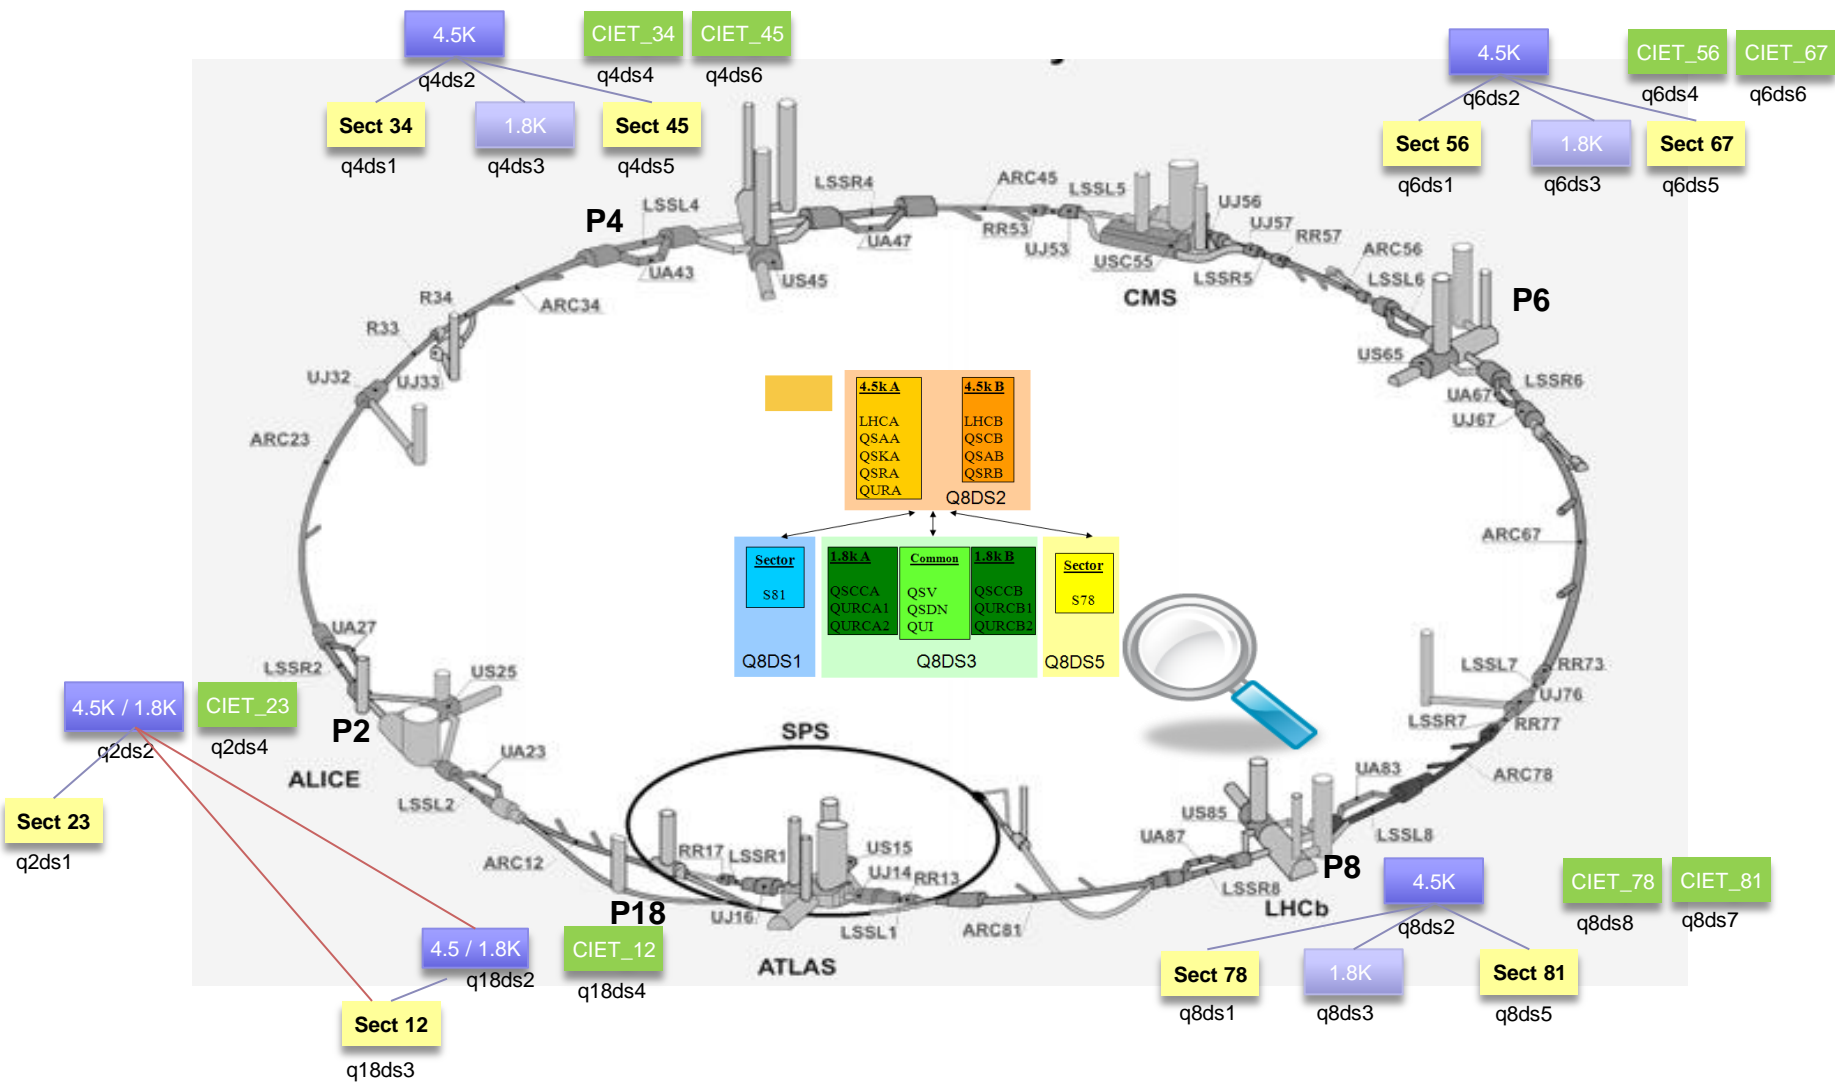 4.5K
CIET_34
CIET_45
q4ds2
q4ds4
q4ds6
Sect 34
1.8K
Sect 45
q4ds1
q4ds3
q4ds5
4.5K
CIET_56
CIET_67
q6ds2
q6ds4
q6ds6
Sect 56
1.8K
Sect 67
q6ds1
q6ds3
q6ds5
P4
LSSL4
LSSR4
ARC45
LSSL5
UJ56
UJ57
RR57
ARC56
LSSL6
P6
UA43
US45
UA47
RR53
UJ53
USC55
LSSR5
CMS
R34
ARC34
R33
UJ32
UJ33
US65
LSSR6
UA67
UJ67
ARC23
ARC67
4.5k A
LHCA
QSAA
QSKA
QSRA
QURA
4.5k B
LHCB
QSCB
QSAB
QSRB
Q8DS2
Sector
S81
Q8DS1
1.8k A
QSCCA
QURCA1
QURCA2
Common
QSV
QSDN
QUI
1.8k B
QSCCB
QURCB1
QURCB2
Q8DS3
Sector
S78
Q8DS5
UA27
LSSR2
US25
P2
ALICE
UA23
LSSL2
4.5K / 1.8K
CIET_23
q2ds2
q2ds4
Sect 23
q2ds1
LSSL7
RR73
UJ76
LSSR7
RR77
ARC78
SPS
UA83
US85
LSSL8
UA87
LSSR8
P8
LHCb
ARC12
RR17
LSSR1
US15
UJ14
RR13
UJ16
LSSL1
ARC81
P18
ATLAS
4.5 / 1.8K
CIET_12
q18ds2
q18ds4
Sect 12
q18ds3
4.5K
CIET_78
CIET_81
q8ds2
q8ds8
q8ds7
Sect 78
1.8K
Sect 81
q8ds1
q8ds3
q8ds5